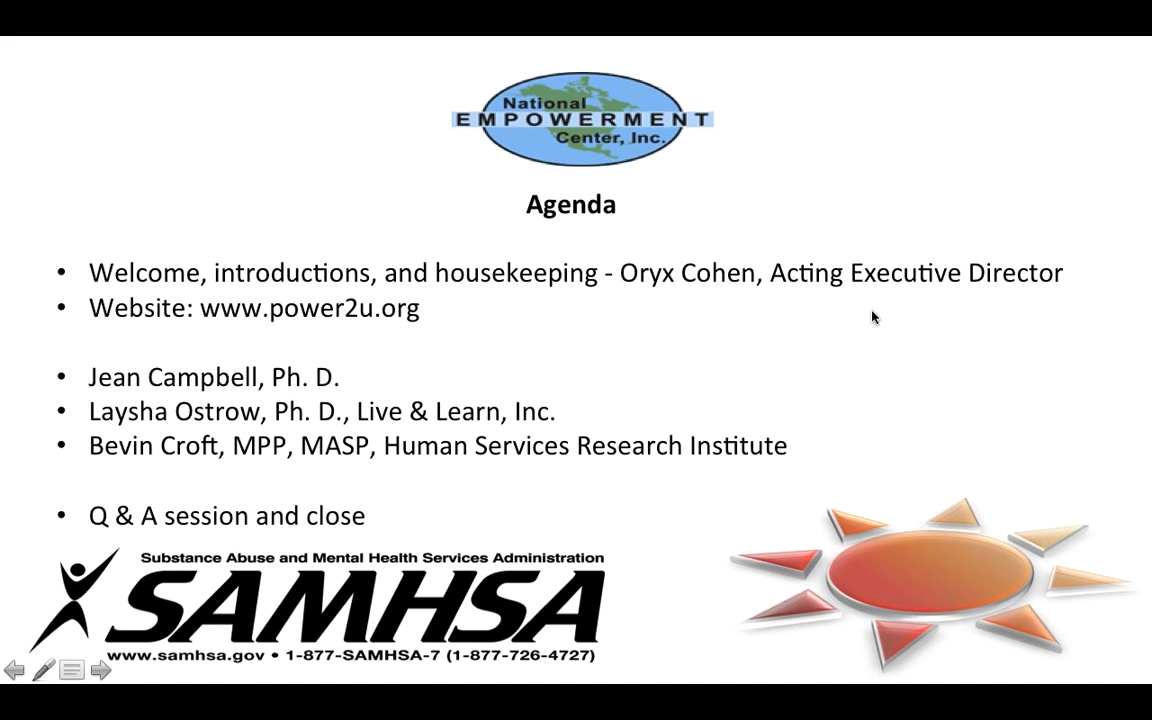 National
EMPOWERMENT
Center, Inc.
Agenda
• Welcome, introductions, and housekeeping - Oryx Cohen, Acting Executive Director
• Website: www.power2u.org
• Jean Campbell, Ph. D.
• Laysha Ostrow, Ph. D., Live & Learn, Inc.
• Bevin Croft, MPP, MASP, Human Services Research Institute
• Q & A session and close
Substance Abuse and Mental Health Services Administration
SAMHSA
www.samhsa.gov • 1-877-SAMHSA-7 (1-877-726-4727)